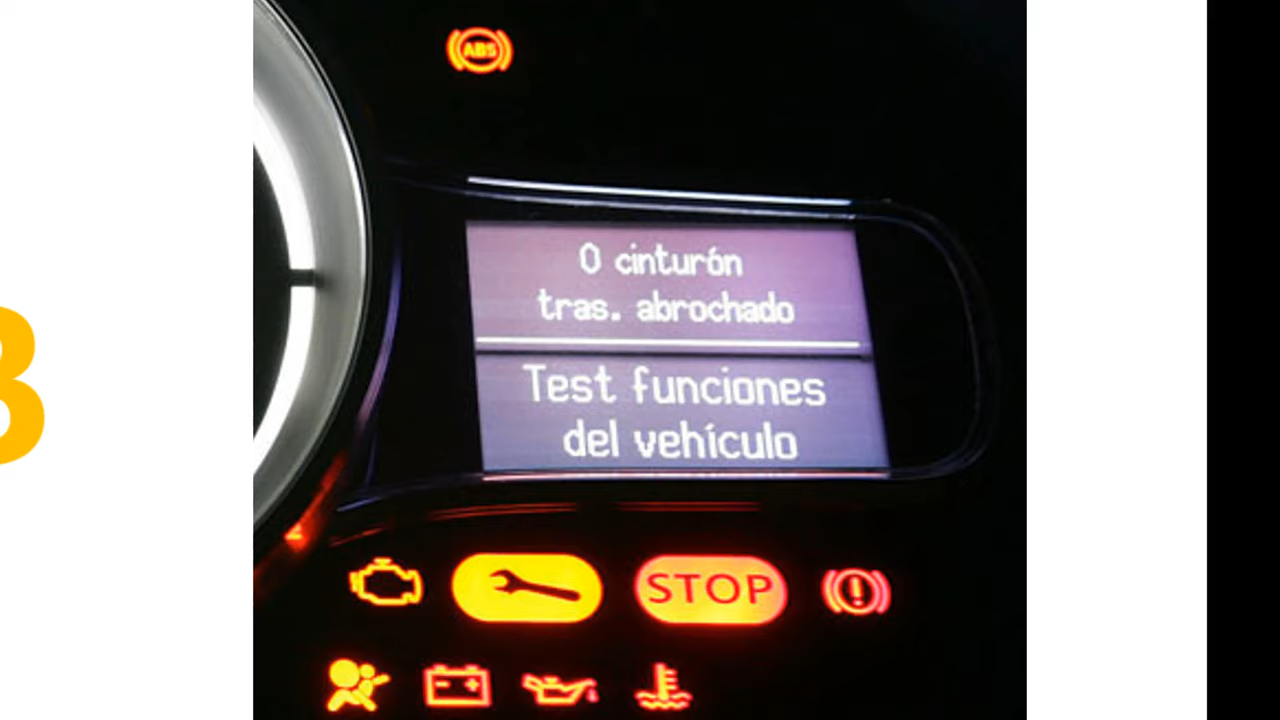 ABS
0 cinturón
tras. abrochado
Test funciones
del vehículo
STOP